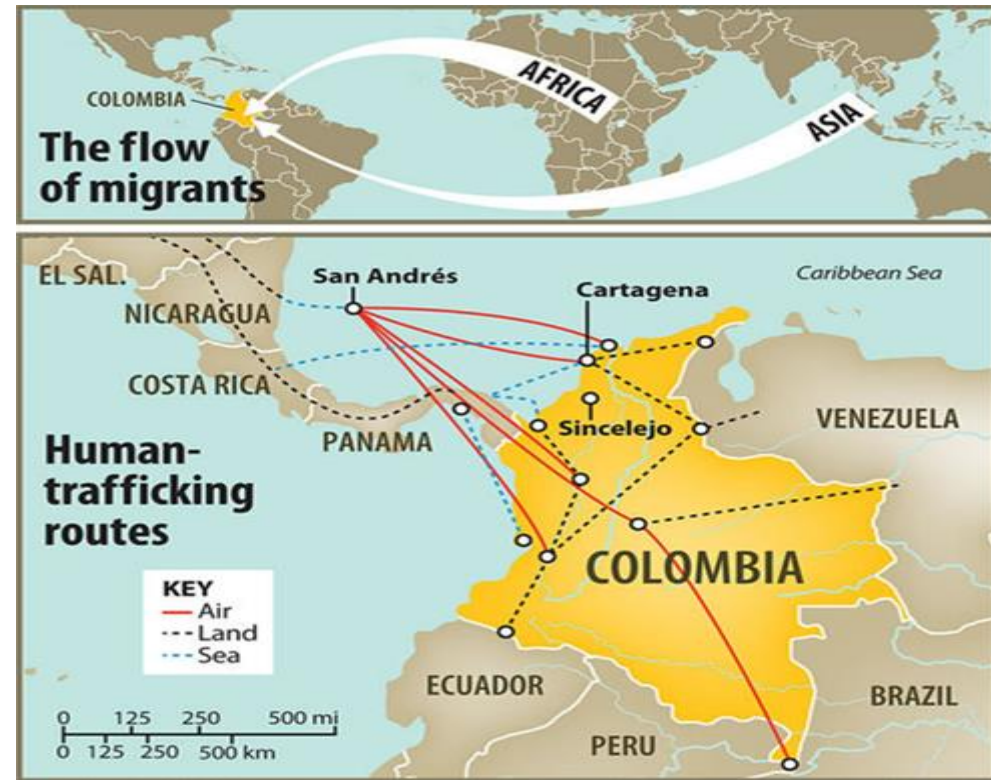 COLOMBIA
AFRICA
ASIA
The flow
of migrants
EL SAL.
San Andrés
Caribbean Sea
Cartagena
NICARAGUA
COSTA RICA
VENEZUELA
Sincelejo
PANAMA
Human-
trafficking
routes
COLOMBIA
KEY
Air
Land
Sea
ECUADOR
BRAZIL
0 125 250 500 mi
0 125 250 500 km
PERU